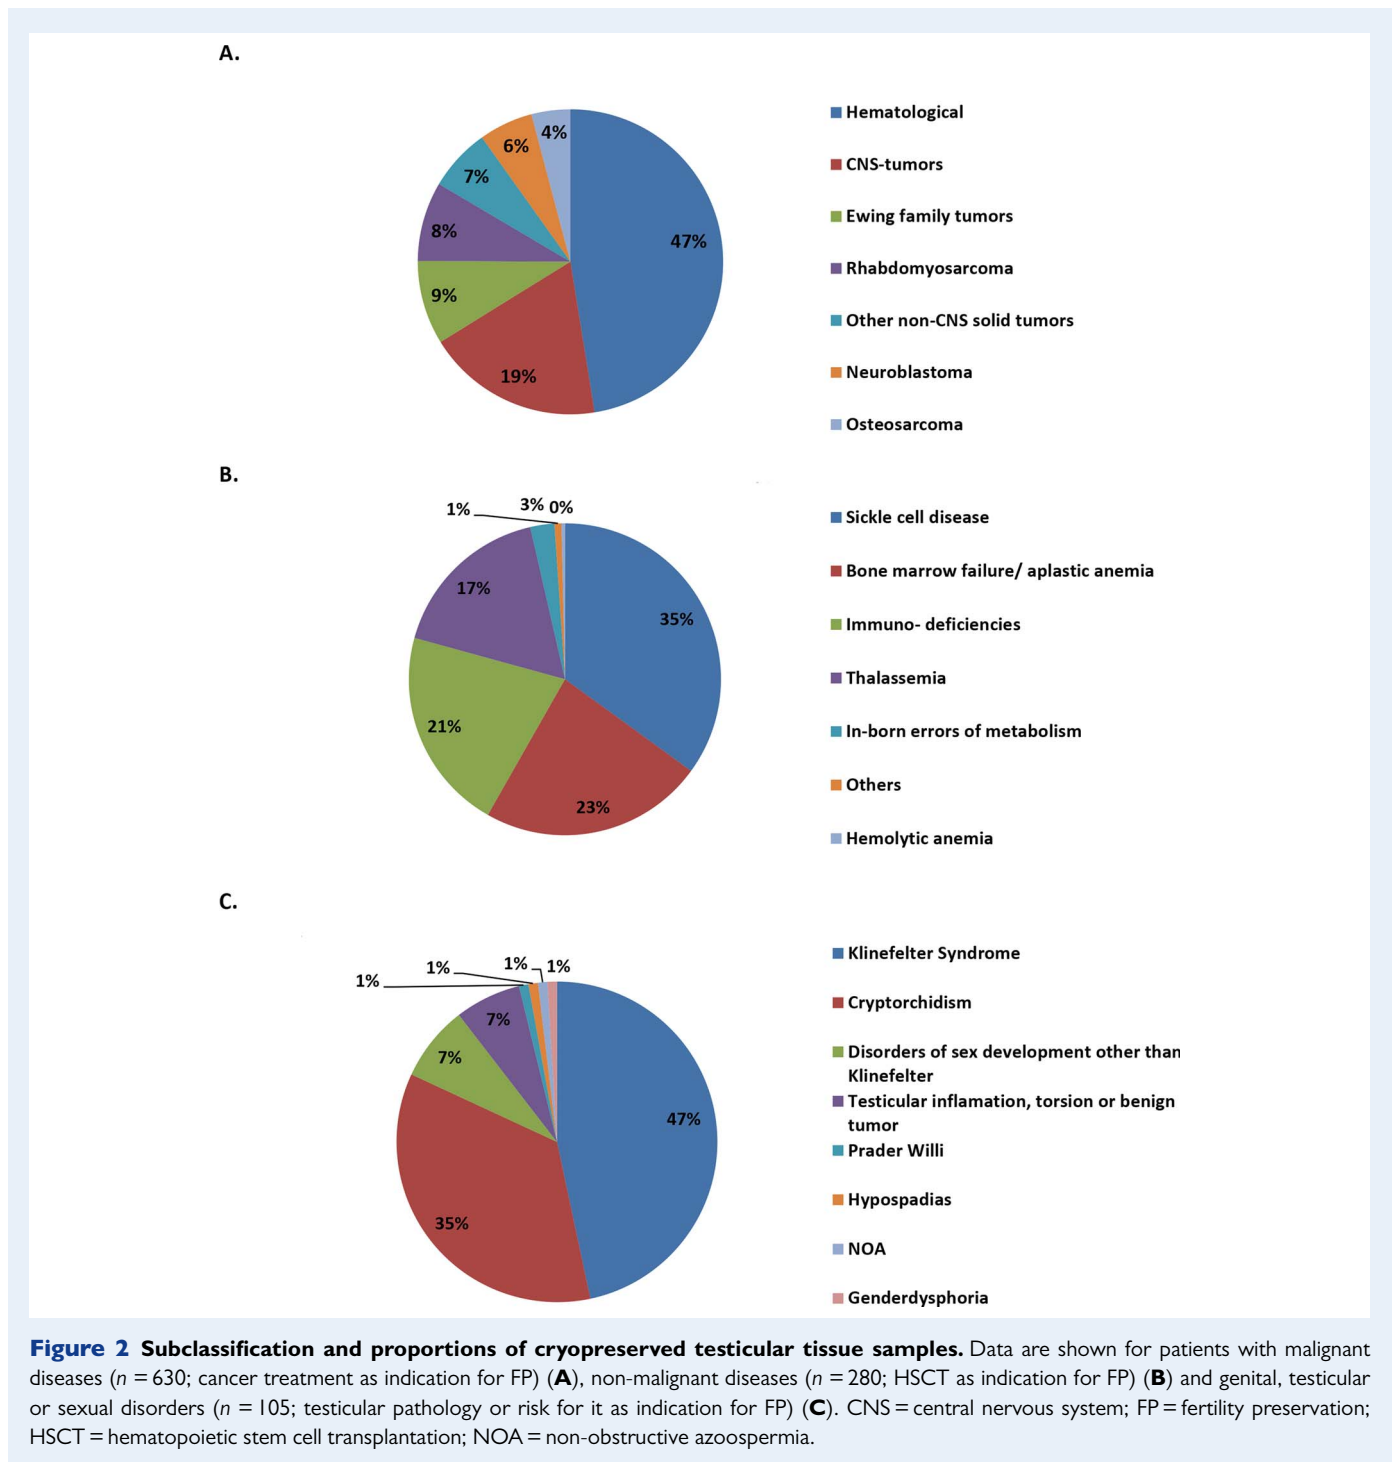 A.
4%
6%
7%
8%
9%
19%
47%
Hematological
CNS-tumors
Ewing family tumors
Rhabdomyosarcoma
Other non-CNS solid tumors
Neuroblastoma
Osteosarcoma
B.
1%
3%
0%
17%
35%
21%
23%
Sickle cell disease
Bone marrow failure/ aplastic anemia
Immuno- deficiencies
Thalassemia
In-born errors of metabolism
Others
Hemolytic anemia
C.
1%
1%
1%
1%
7%
7%
47%
35%
Klinefelter Syndrome
Cryptorchidism
Disorders of sex development other than
Klinefelter
Testicular inflamation, torsion or benign
tumor
Prader Willi
Hypospadias
NOA
Genderdysphoria
Figure 2 Subclassification and proportions of cryopreserved testicular tissue samples. Data are shown for patients with malignant
diseases (n = 630; cancer treatment as indication for FP) (A), non-malignant diseases (n = 280; HSCT as indication for FP) (B) and genital, testicular
or sexual disorders (n = 105; testicular pathology or risk for it as indication for FP) (C). CNS = central nervous system; FP = fertility preservation;
HSCT = hematopoietic stem cell transplantation; NOA = non-obstructive azoospermia.